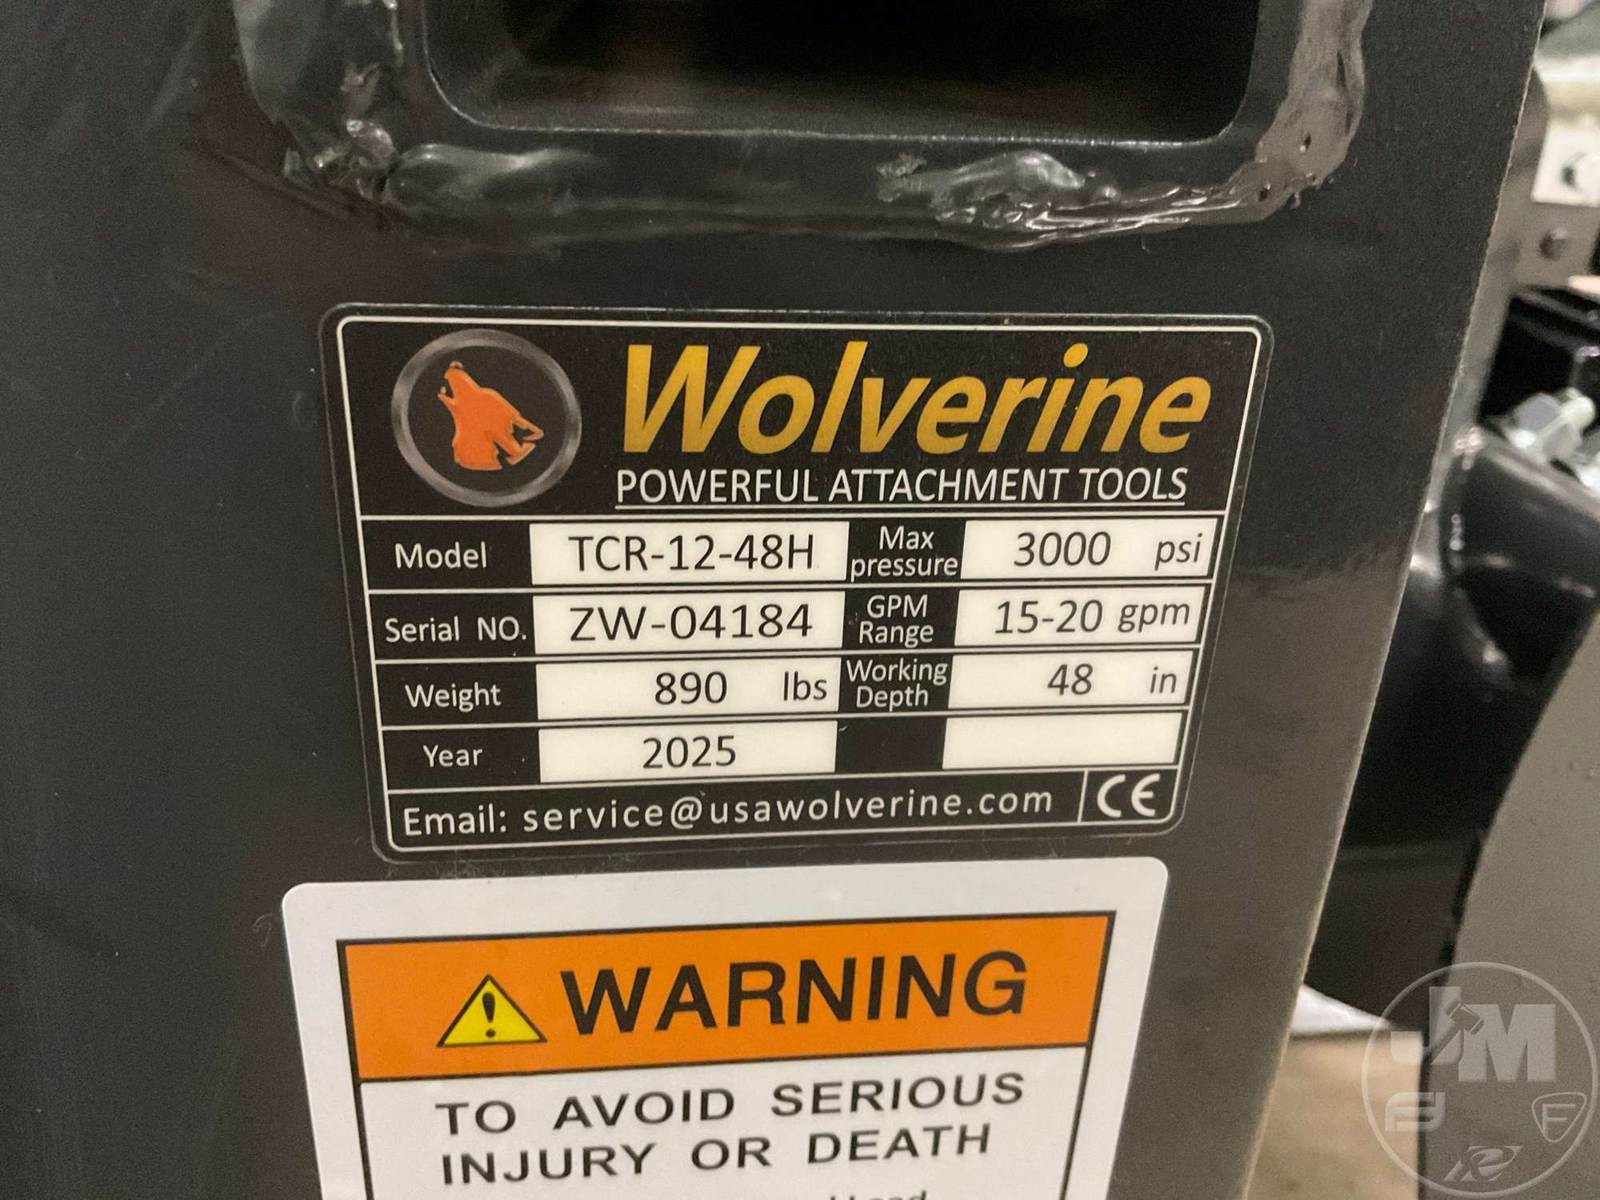 Wolverine
POWERFUL ATTACHMENT TOOLS
Model TCR-12-48H Max pressure 3000 psi
Serial NO. ZW-04184 GPM Range 15-20 gpm
Weight 890 lbs Working Depth 48 in
Year 2025
Email: service@usawolverine.com CE
WARNING
TO AVOID SERIOUS
INJURY OR DEATH
JM